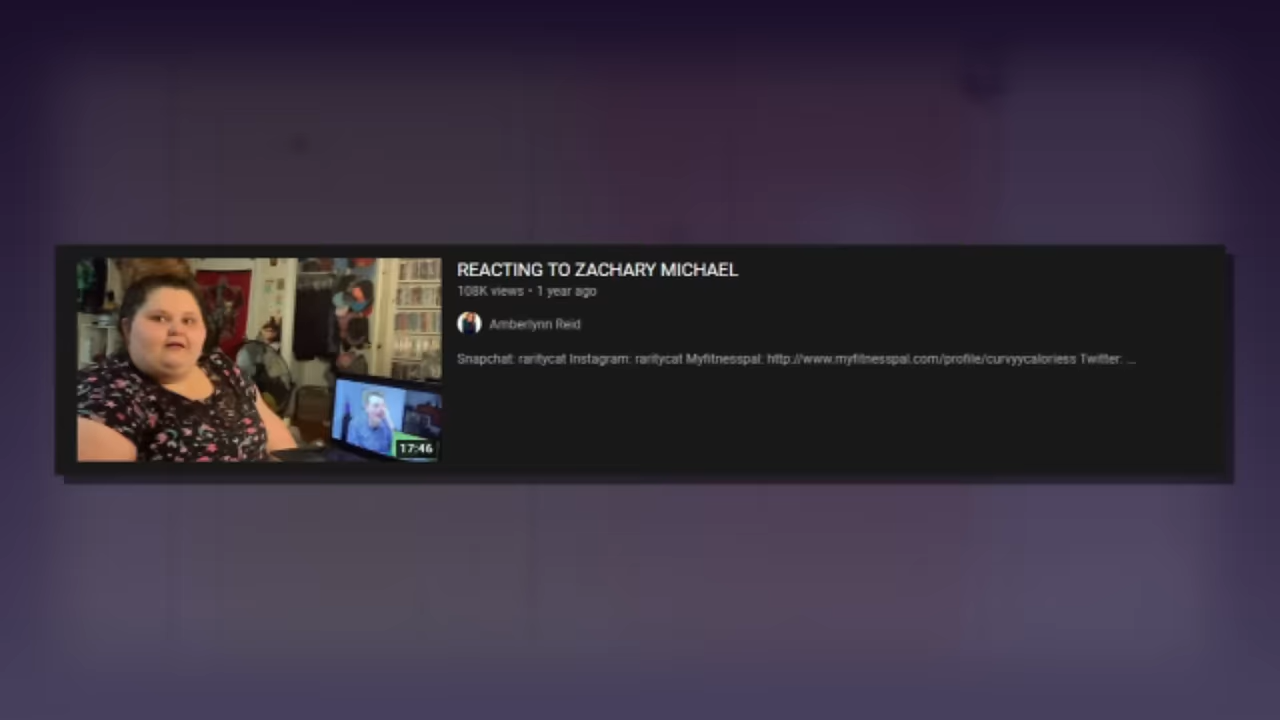 REACTING TO ZACHARY MICHAEL
108K views • 1 year ago
Amberlynn Reid
Snapchat: raritycat Instagram: raritycat Myfitnesspal: http://www.myfitnesspal.com/profile/curvyycaloriess Twitter: ...
17:46